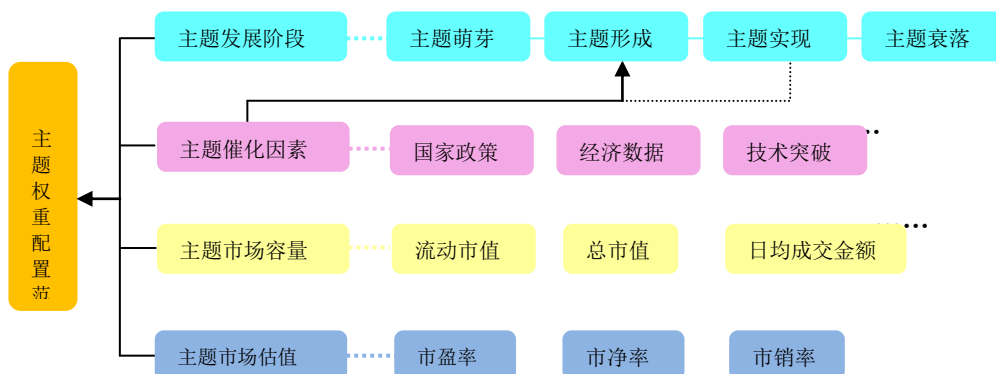 主题发展阶段 主题萌芽 主题形成 主题实现 主题衰落
主题催化因素 国家政策 经济数据 技术突破 ..
主题权重配置范
主题市场容量 流动市值 总市值 日均成交金额 ......
主题市场估值 市盈率 市净率 市销率